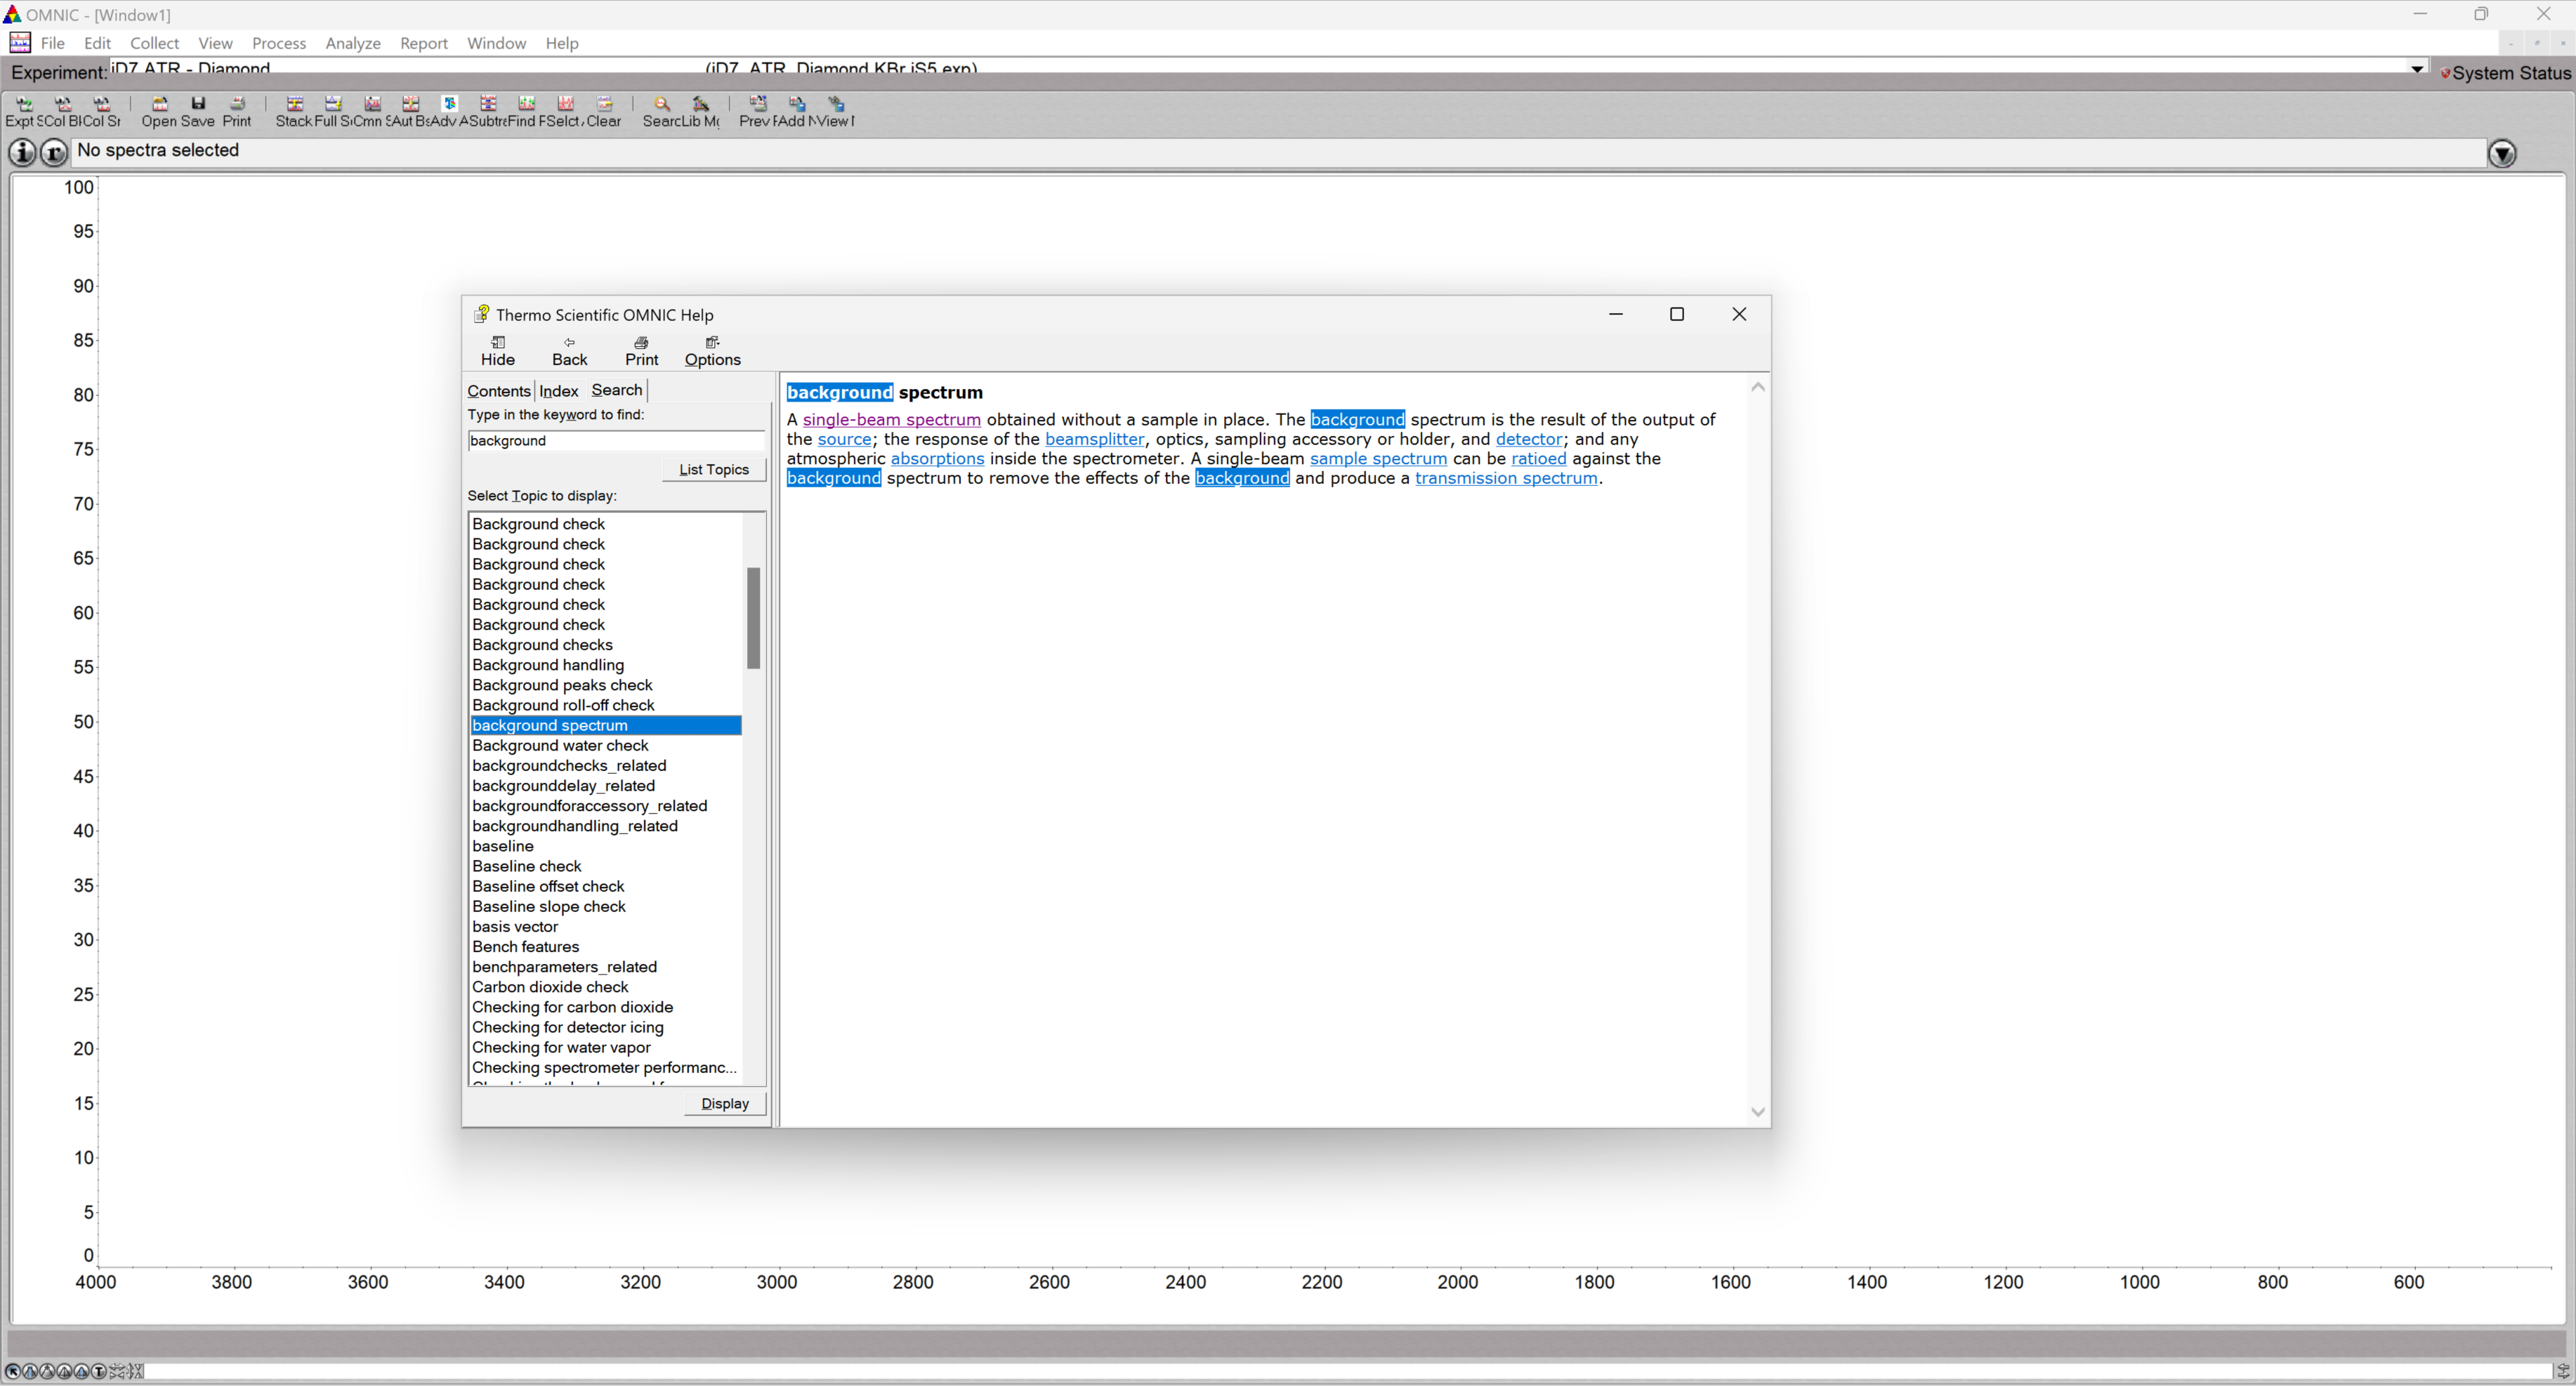 OMNIC - [Window1]
File Edit Collect View Process Analyze Report Window Help
Experiment: iD7 ATR - Diamond (iD7 ATR Diamond KBr iS5.exp) System Status
Expt Col Col Open Save Print Stack Full Cmn Aut Adv Find Selct Clear Lib Prev Add View
No spectra selected
100
95
90
85
80
75
70
65
60
55
50
45
40
35
30
25
20
15
10
5
0
4000 3800 3600 3400 3200 3000 2800 2600 2400 2200 2000 1800 1600 1400 1200 1000 800 600
Thermo Scientific OMNIC Help
Hide Back Print Options
Contents Index Search
Type in the keyword to find:
background
List Topics
Select Topic to display:
Background check
Background check
Background check
Background check
Background check
Background check
Background checks
Background handling
Background peaks check
Background roll-off check
background spectrum
Background water check
backgroundchecks_related
backgrounddelay_related
backgroundforaccessory_related
backgroundhandling_related
baseline
Baseline check
Baseline offset check
Baseline slope check
basis vector
Bench features
benchparameters_related
Carbon dioxide check
Checking for carbon dioxide
Checking for detector icing
Checking for water vapor
Checking spectrometer performanc...
Display
background spectrum
A single-beam spectrum obtained without a sample in place. The background spectrum is the result of the output of
the source; the response of the beamsplitter, optics, sampling accessory or holder, and detector; and any
atmospheric absorptions inside the spectrometer. A single-beam sample spectrum can be ratioed against the
background spectrum to remove the effects of the background and produce a transmission spectrum.